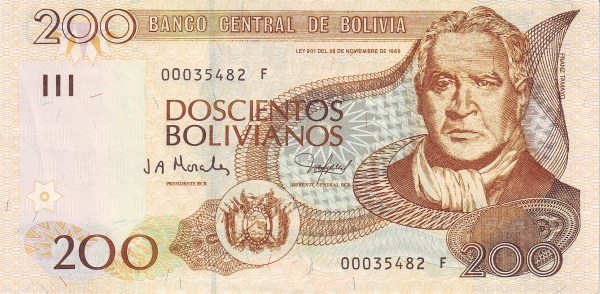 200
BANCO CENTRAL DE BOLIVIA
LEY 901 DEL 28 DE NOVIEMBRE DE 1986
00035482 F
FRANZ TAMAYO
DOSCIENTOS
BOLIVIANOS
J A Morales
PRESIDENTE BCB
GERENTE GENERAL BCB
200
00035482 F
200